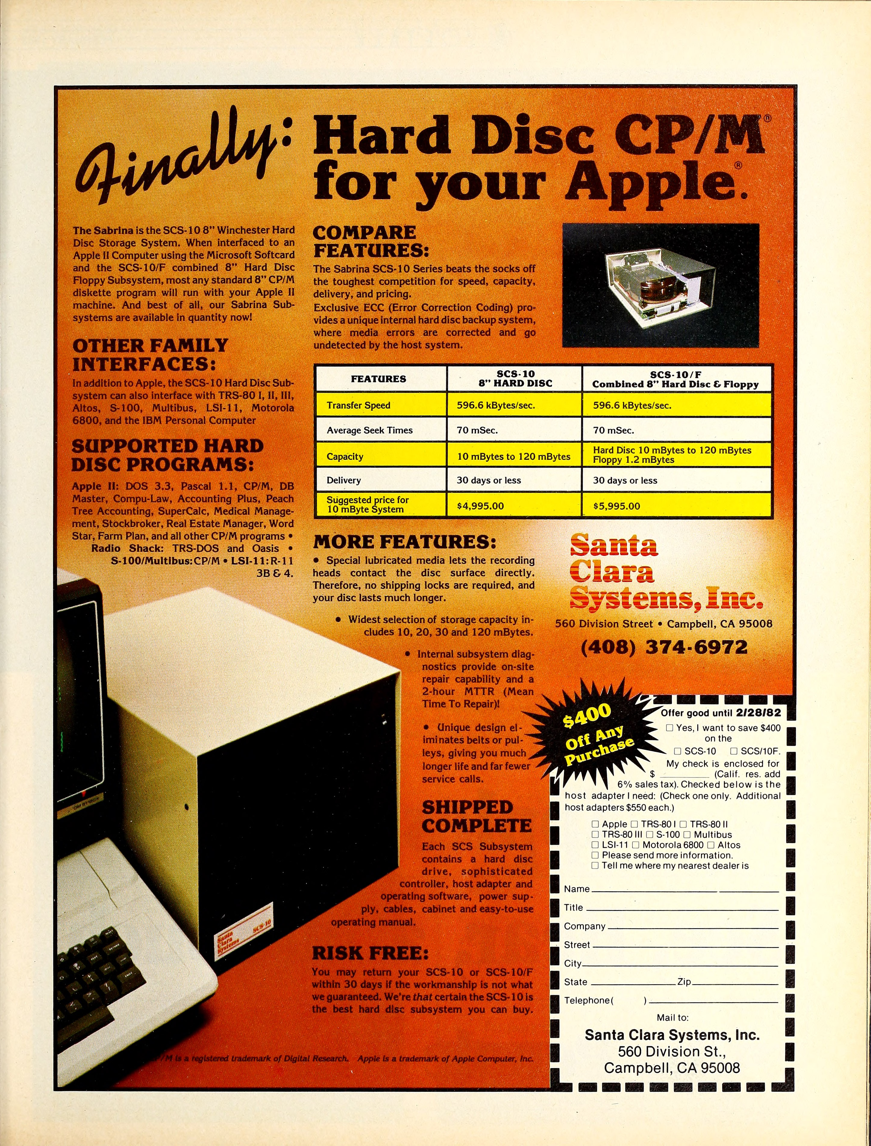 Finally:
Hard Disc CP/M®
for your Apple®.
The Sabrina is the SCS-10 8" Winchester Hard
Disc Storage System. When interfaced to an
Apple II Computer using the Microsoft Softcard
and the SCS-10/F combined 8" Hard Disc
Floppy Subsystem, most any standard 8" CP/M
diskette program will run with your Apple II
machine. And best of all, our Sabrina Sub-
systems are available in quantity now!
OTHER FAMILY
INTERFACES:
In addition to Apple, the SCS-10 Hard Disc Sub-
system can also interface with TRS-80 I, II, III,
Altos, S-100, Multibus, LSI-11, Motorola
6800, and the IBM Personal Computer
SUPPORTED HARD
DISC PROGRAMS:
Apple II: DOS 3.3, Pascal 1.1, CP/M, DB
Master, Compu-Law, Accounting Plus, Peach
Tree Accounting, SuperCalc, Medical Manage-
ment, Stockbroker, Real Estate Manager, Word
Star, Farm Plan, and all other CP/M programs •
Radio Shack: TRS-DOS and Oasis •
S-100/Multibus: CP/M • LSI-11: R-11
3B & 4.
COMPARE
FEATURES:
The Sabrina SCS-10 Series beats the socks off
the toughest competition for speed, capacity,
delivery, and pricing.
Exclusive ECC (Error Correction Coding) pro-
vides a unique internal hard disc backup system,
where media errors are corrected and go
undetected by the host system.
FEATURES
SCS-10
8" HARD DISC
SCS-10/F
Combined 8" Hard Disc & Floppy
Transfer Speed
596.6 kBytes/sec.
596.6 kBytes/sec.
Average Seek Times
70 mSec.
70 mSec.
Capacity
10 mBytes to 120 mBytes
Hard Disc 10 mBytes to 120 mBytes
Floppy 1.2 mBytes
Delivery
30 days or less
30 days or less
Suggested price for
10 mByte System
$4,995.00
$5,995.00
MORE FEATURES:
• Special lubricated media lets the recording
heads contact the disc surface directly.
Therefore, no shipping locks are required, and
your disc lasts much longer.
• Widest selection of storage capacity in-
cludes 10, 20, 30 and 120 mBytes.
• Internal subsystem diag-
nostics provide on-site
repair capability and a
2-hour MTTR (Mean
Time To Repair)!
• Unique design el-
iminates belts or pul-
leys, giving you much
longer life and far fewer
service calls.
SHIPPED
COMPLETE
Each SCS Subsystem
contains a hard disc
drive, sophisticated
controller, host adapter and
operating software, power sup-
ply, cables, cabinet and easy-to-use
operating manual.
RISK FREE:
You may return your SCS-10 or SCS-10/F
within 30 days if the workmanship is not what
we guaranteed. We're that certain the SCS-10 is
the best hard disc subsystem you can buy.
/M is a registered trademark of Digital Research. Apple is a trademark of Apple Computer, Inc.
Santa
Clara
Systems
SCS-10
Santa
Clara
Systems, Inc.
560 Division Street • Campbell, CA 95008
(408) 374-6972
$400
Off Any
Purchase
Offer good until 2/28/82
☐ Yes, I want to save $400
on the
☐ SCS-10 ☐ SCS/10F.
My check is enclosed for
$ ________ (Calif. res. add
6% sales tax). Checked below is the
host adapter I need: (Check one only. Additional
host adapters $550 each.)
☐ Apple ☐ TRS-80 I ☐ TRS-80 II
☐ TRS-80 III ☐ S-100 ☐ Multibus
☐ LSI-11 ☐ Motorola 6800 ☐ Altos
☐ Please send more information.
☐ Tell me where my nearest dealer is
Name
Title
Company
Street
City
State Zip
Telephone( )
Mail to:
Santa Clara Systems, Inc.
560 Division St.,
Campbell, CA 95008